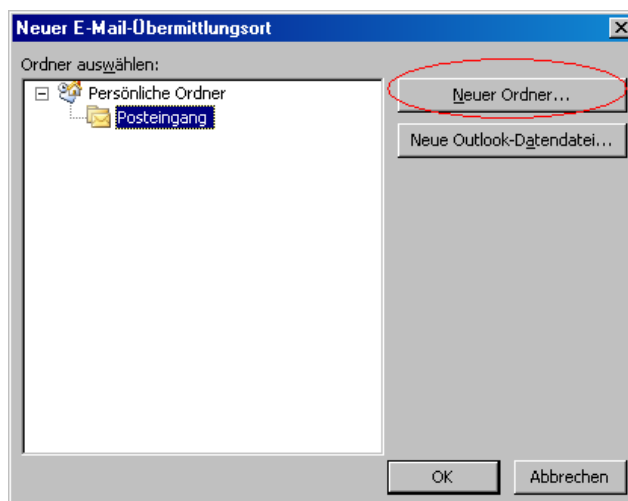 Neuer E-Mail-Übermittlungsort
Ordner auswählen:
Persönliche Ordner
Posteingang
Neuer Ordner...
Neue Outlook-Datendatei...
OK
Abbrechen